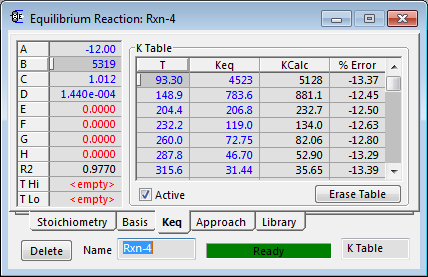 Equilibrium Reaction: Rxn-4
A -12.00
B 5319
C 1.012
D 1.440e-004
E 0.0000
F 0.0000
G 0.0000
H 0.0000
R2 0.9770
T Hi <empty>
T Lo <empty>
K Table
T Keq KCalc % Error
93.30 4523 5128 -13.37
148.9 783.6 881.1 -12.45
204.4 206.8 232.7 -12.50
232.2 119.0 134.0 -12.63
260.0 72.75 82.06 -12.80
287.8 46.70 52.90 -13.29
315.6 31.44 35.65 -13.39
Active Erase Table
Stoichiometry Basis Keq Approach Library
Delete Name Rxn-4 Ready K Table